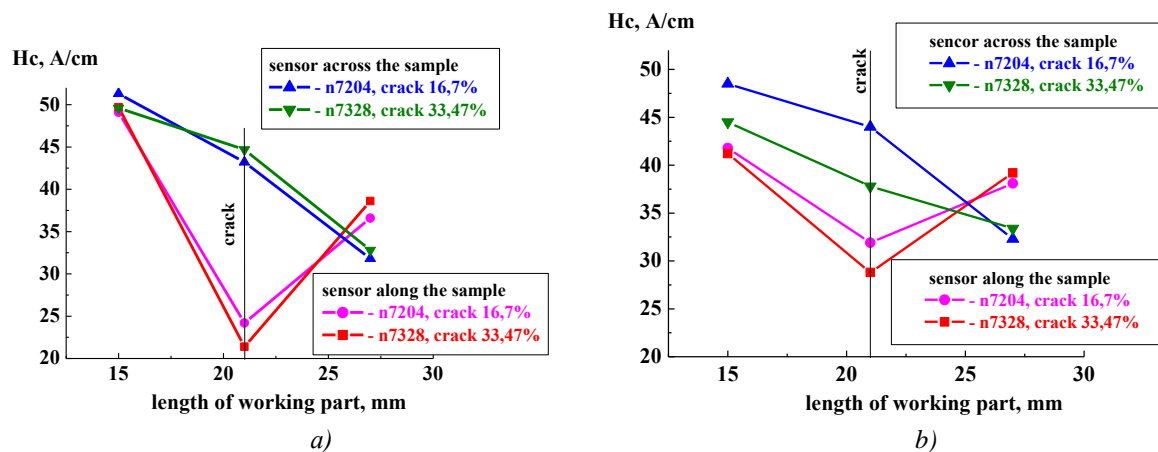 Hc, A/cm
sensor across the sample
- n7204, crack 16,7%
- n7328, crack 33,47%
50
45
40
35
30
25
20
crack
sensor along the sample
- n7204, crack 16,7%
- n7328, crack 33,47%
15 20 25 30
length of working part, mm
a)
Hc, A/cm
sencor across the sample
- n7204, crack 16,7%
- n7328, crack 33,47%
50
45
40
35
30
25
20
crack
sensor along the sample
- n7204, crack 16,7%
- n7328, crack 33,47%
15 20 25 30
length of working part, mm
b)